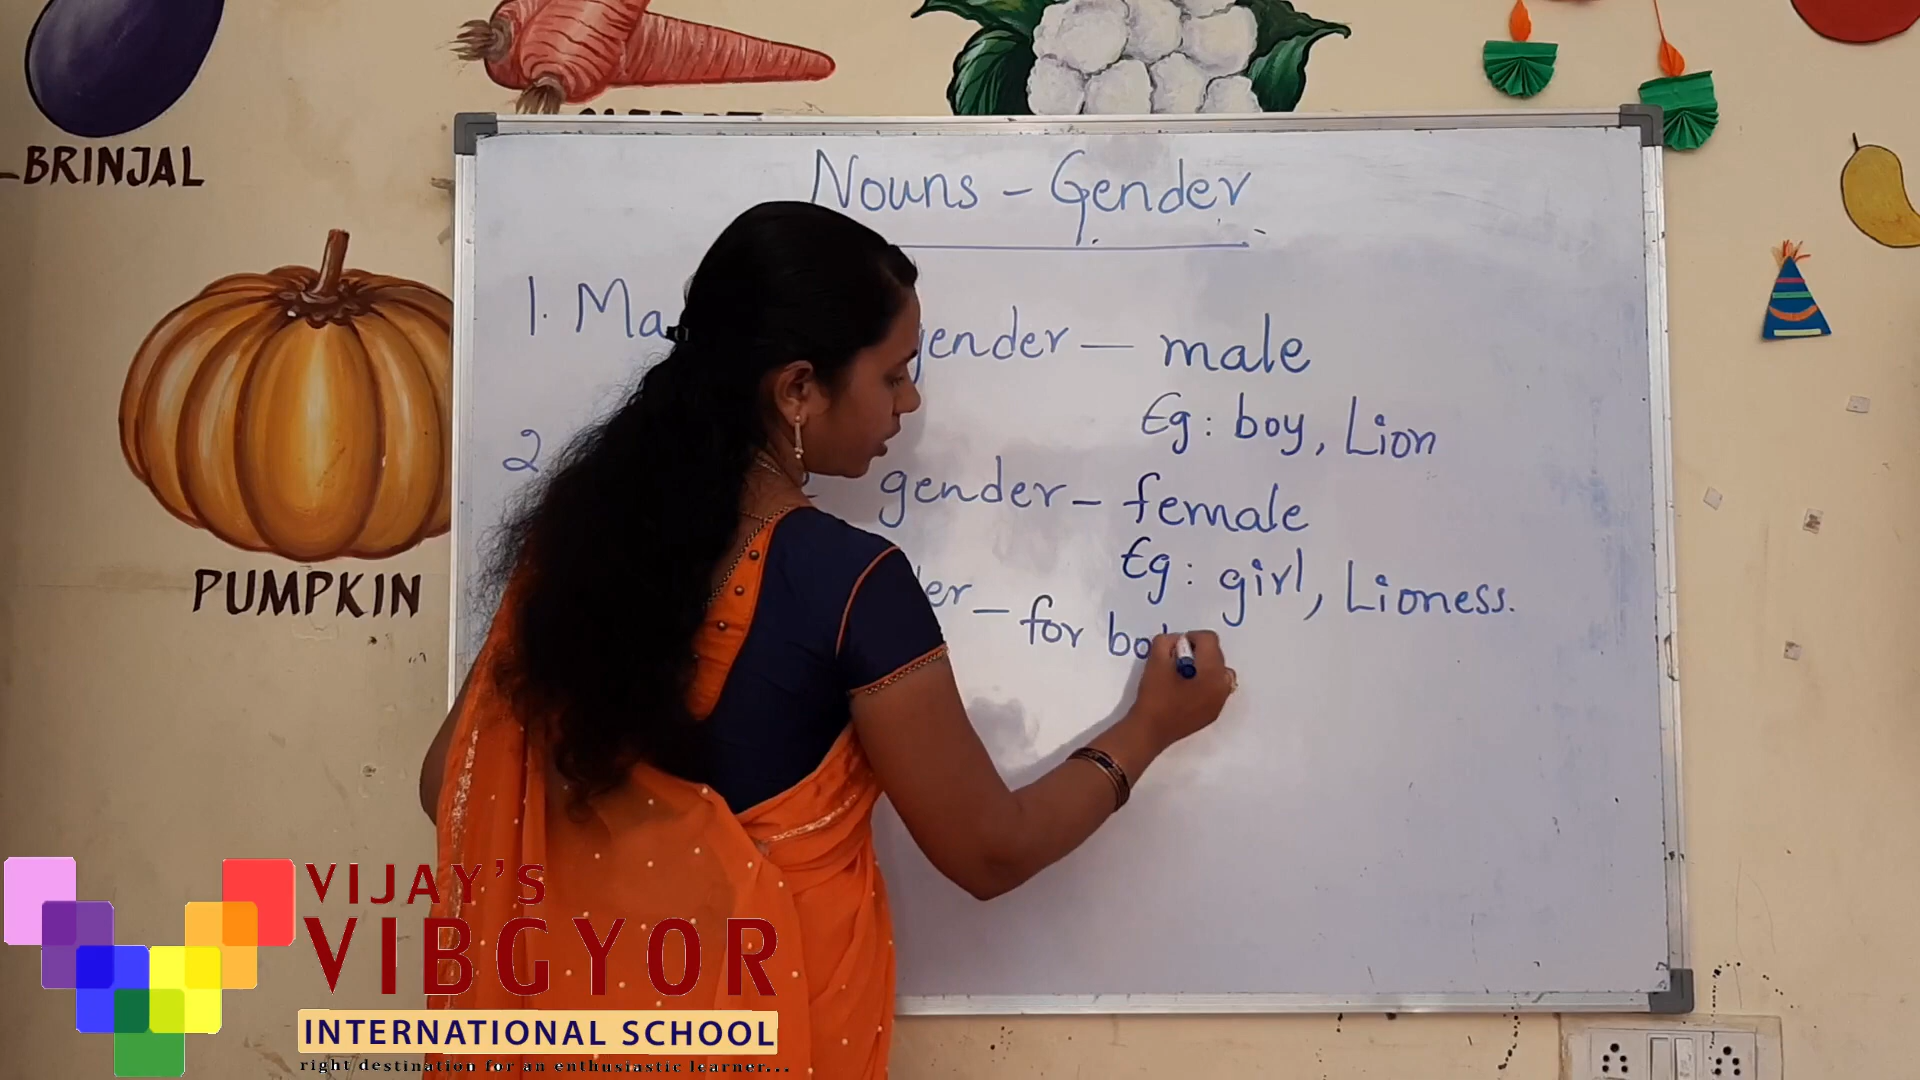 BRINJAL
PUMPKIN
Nouns - Gender
1. Ma gender - male
Eg: boy, Lion
2 gender - female
Eg: girl, Lioness.
er - for bot
VIJAY'S
VIBGYOR
INTERNATIONAL SCHOOL
right destination for an enthusiastic learner...